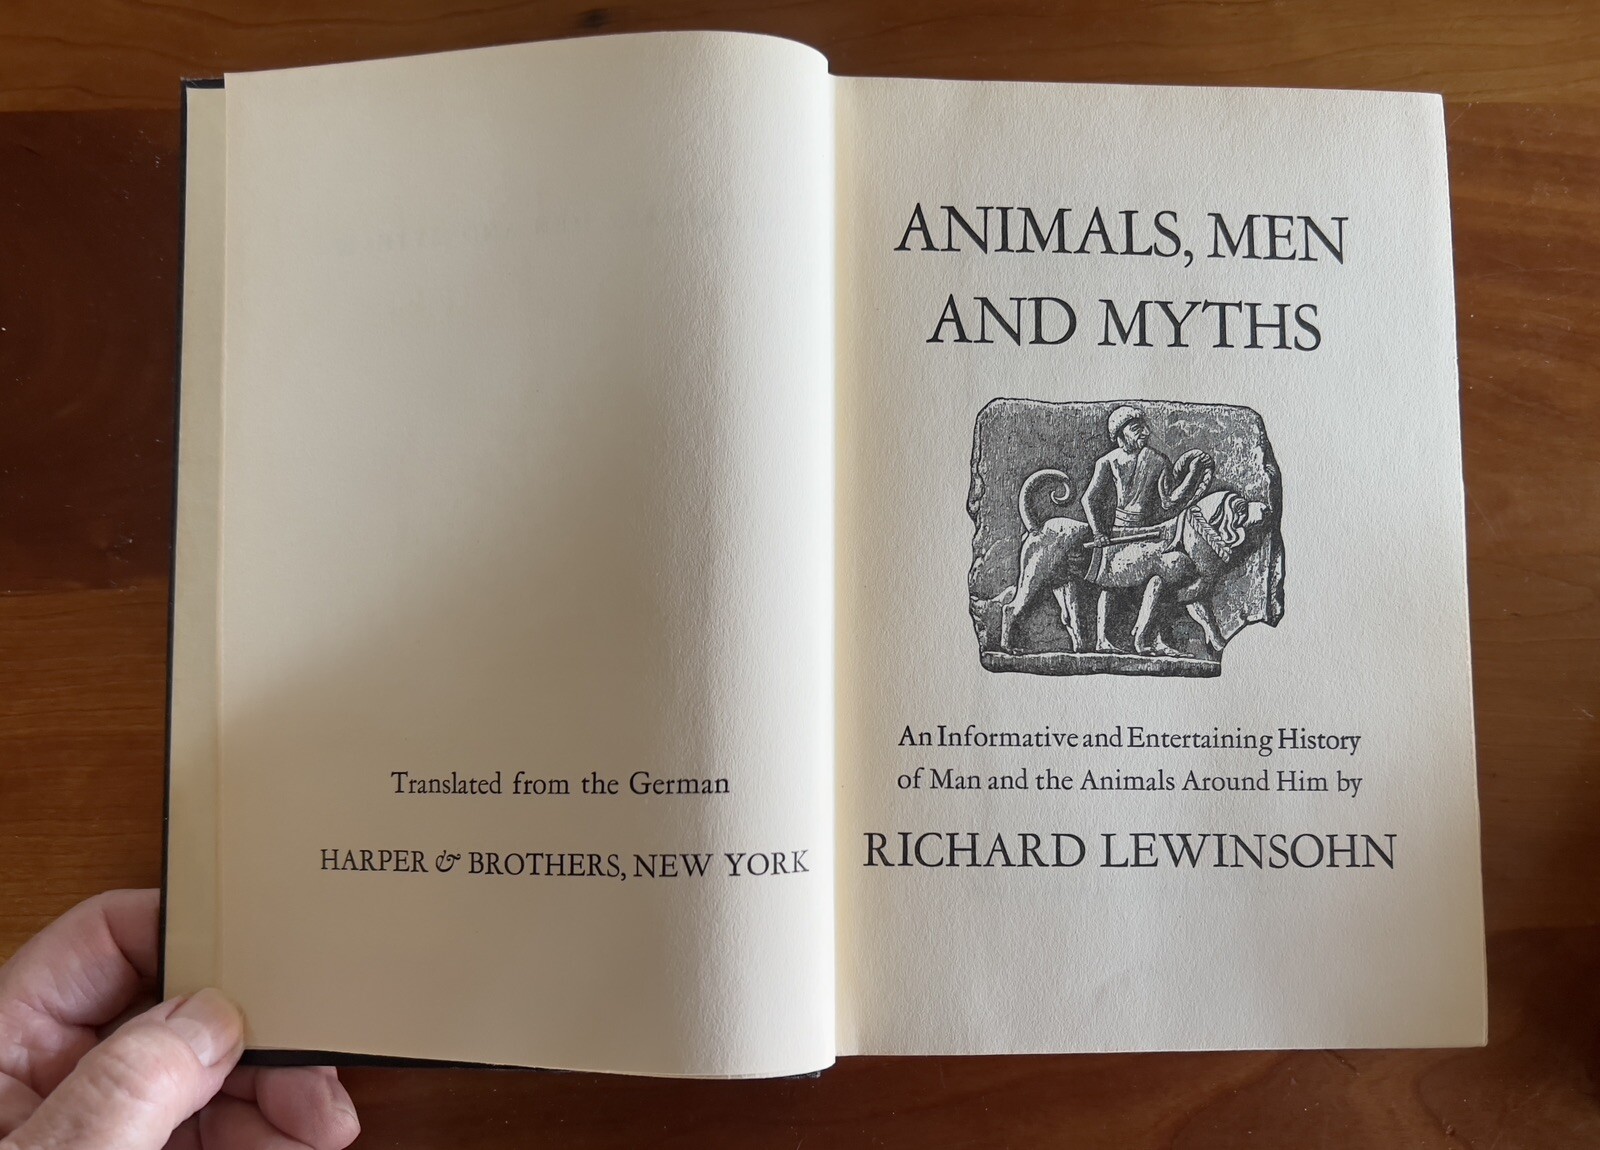 Translated from the German
HARPER & BROTHERS, NEW YORK
ANIMALS, MEN
AND MYTHS
An Informative and Entertaining History
of Man and the Animals Around Him by
RICHARD LEWINSOHN